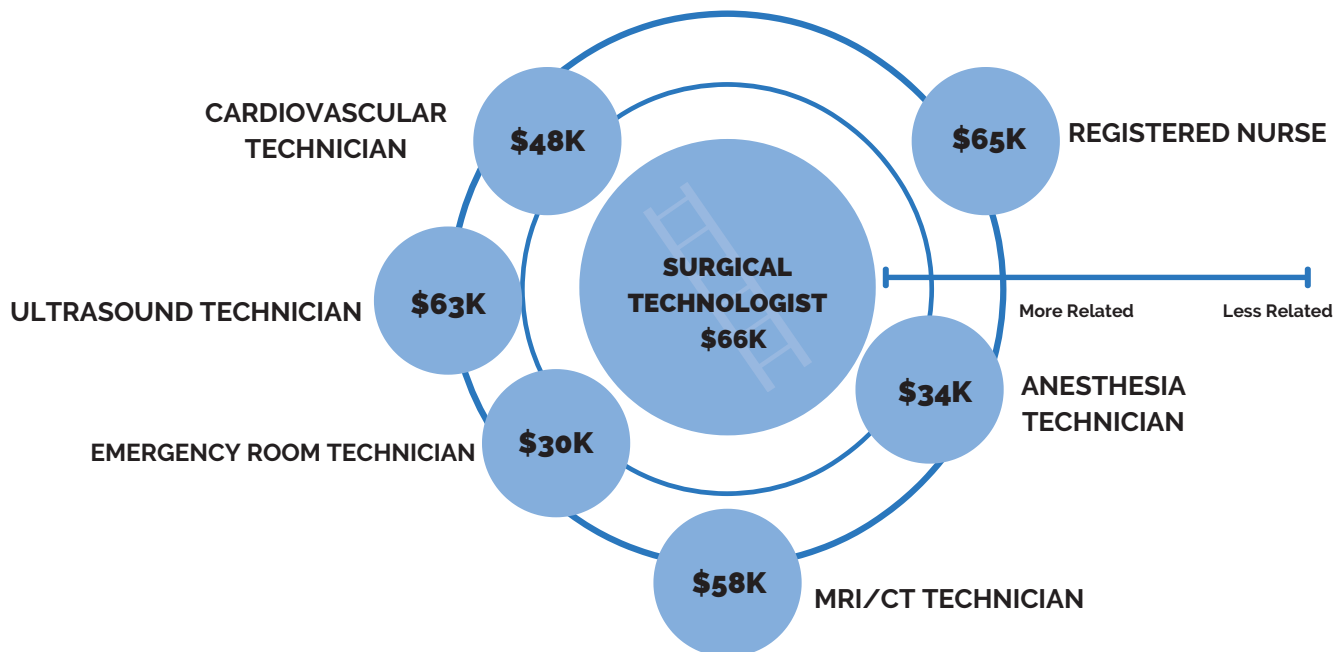 CARDIOVASCULAR
TECHNICIAN
$48K
$65K
REGISTERED NURSE
ULTRASOUND TECHNICIAN
$63K
SURGICAL
TECHNOLOGIST
$66K
More Related
Less Related
$34K
ANESTHESIA
TECHNICIAN
EMERGENCY ROOM TECHNICIAN
$30K
$58K
MRI/CT TECHNICIAN